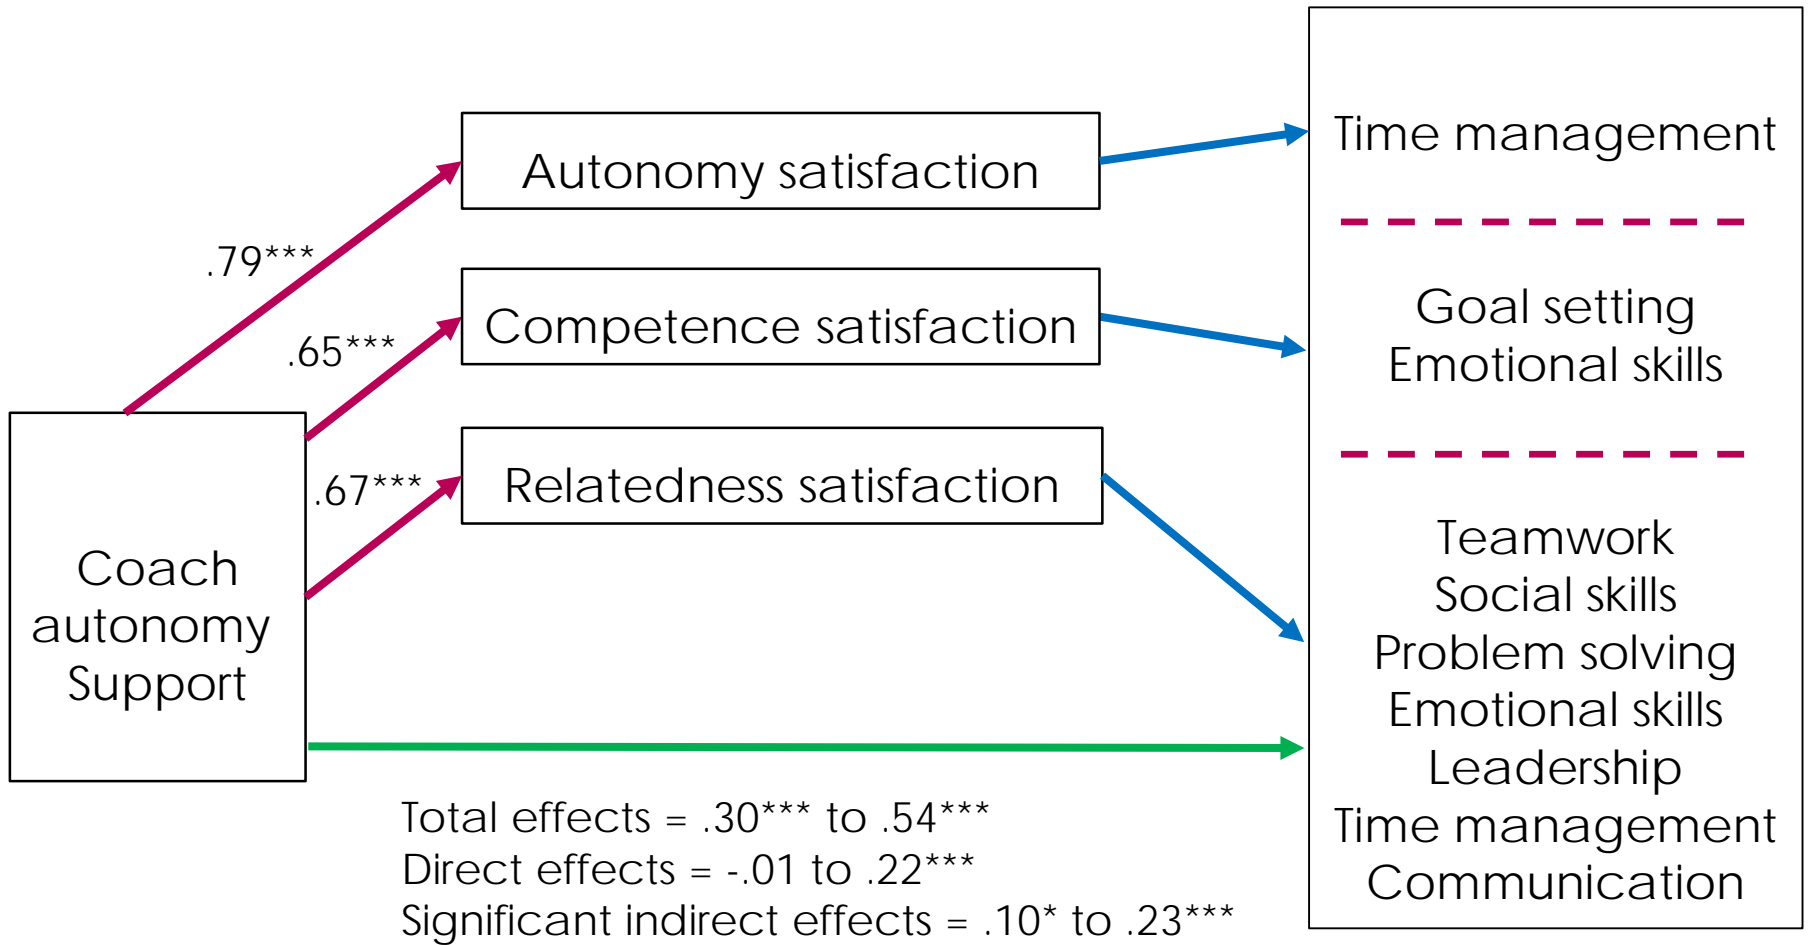 Autonomy satisfaction
Competence satisfaction
Relatedness satisfaction
.79***
.65***
.67***
Coach
autonomy
Support
Time management
Goal setting
Emotional skills
Teamwork
Social skills
Problem solving
Emotional skills
Leadership
Time management
Communication
Total effects = .30*** to .54***
Direct effects = -.01 to .22***
Significant indirect effects = .10* to .23***